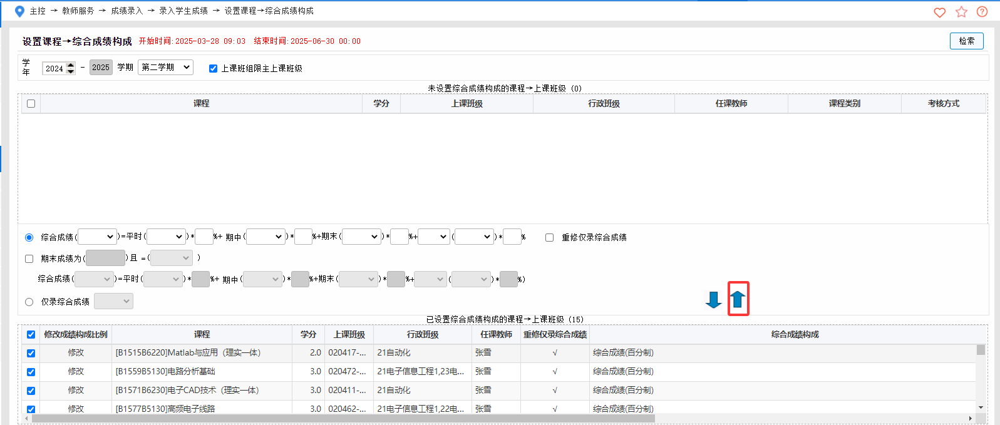 主控 → 教师服务 → 成绩录入 → 录入学生成绩 → 设置课程→综合成绩构成
设置课程→综合成绩构成 开始时间:2025-03-28 09:03 结束时间:2025-06-30 00:00 检索
学年 2024 - 2025 学期 第二学期 上课班组限主上课班级
未设置综合成绩构成的课程→上课班级（0）
课程 学分 上课班级 行政班级 任课教师 课程类别 考核方式
综合成绩( )=平时( )* %+ 期中( )* %+期末( )* %+ ( )* % 重修仅录综合成绩
期末成绩为( )且 =( )
综合成绩( )=平时( )* %+ 期中( )* %+期末( )* %+ ( )* %)
仅录综合成绩
已设置综合成绩构成的课程→上课班级（15）
修改成绩构成比例 课程 学分 上课班级 行政班级 任课教师 重修仅录综合成绩 综合成绩构成
修改 [B1515B6220]Matlab与应用（理实一体） 2.0 020417-... 21自动化 张雪 √ 综合成绩(百分制)
修改 [B1559B5130]电路分析基础 3.0 020472-... 21电子信息工程1,23电... 张雪 √ 综合成绩(百分制)
修改 [B1571B6230]电子CAD技术（理实一体） 3.0 020411-... 21自动化 张雪 √ 综合成绩(百分制)
修改 [B1577B5130]高频电子线路 3.0 020462-... 21电子信息工程1,22电... 张雪 √ 综合成绩(百分制)